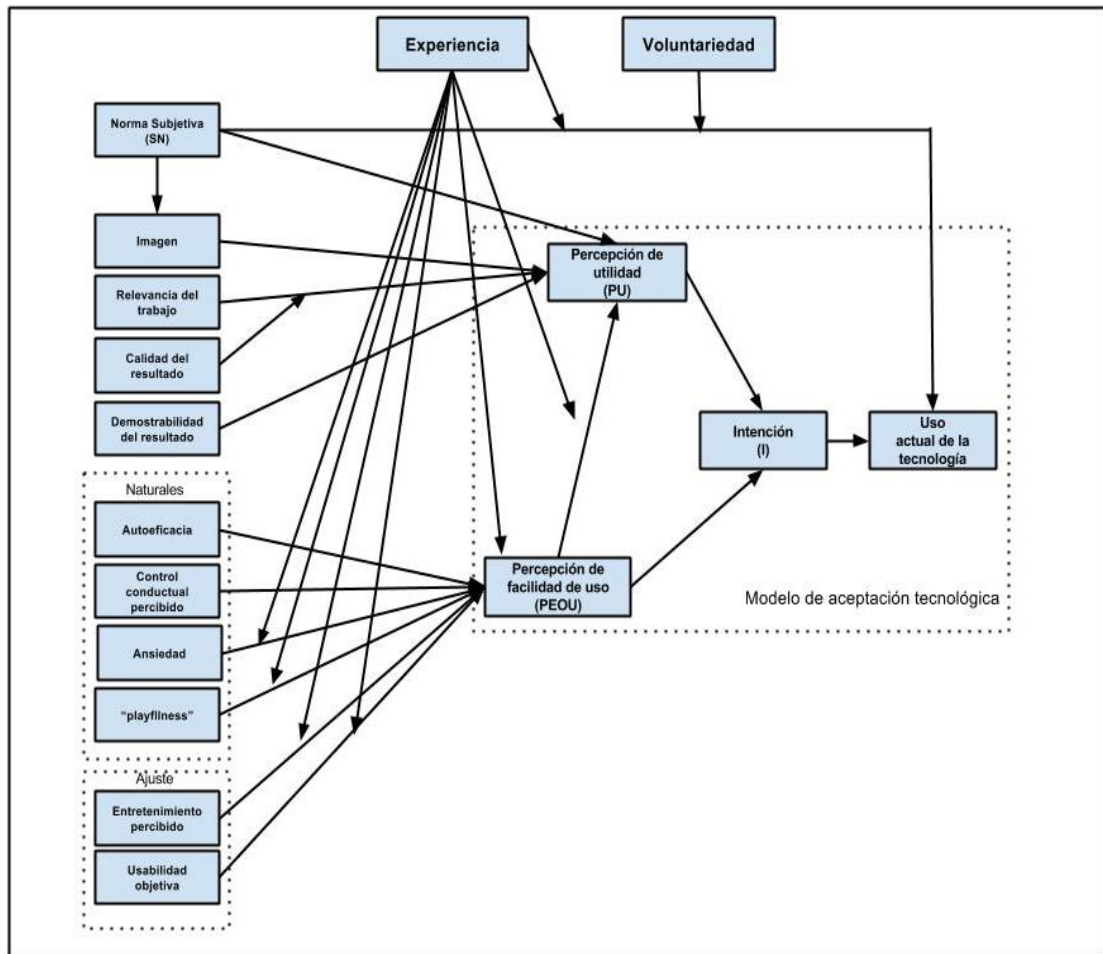 Experiencia
Voluntariedad
Norma Subjetiva
(SN)
Imagen
Relevancia del
trabajo
Calidad del
resultado
Demostrabilidad
del resultado
Percepción de
utilidad
(PU)
Intención
(I)
Uso
actual de la
tecnología
Naturales
Autoeficacia
Control
conductual
percibido
Ansiedad
“playflness”
Percepción de
facilidad de uso
(PEOU)
Modelo de aceptación tecnológica
Ajuste
Entretenimiento
percibido
Usabilidad
objetiva